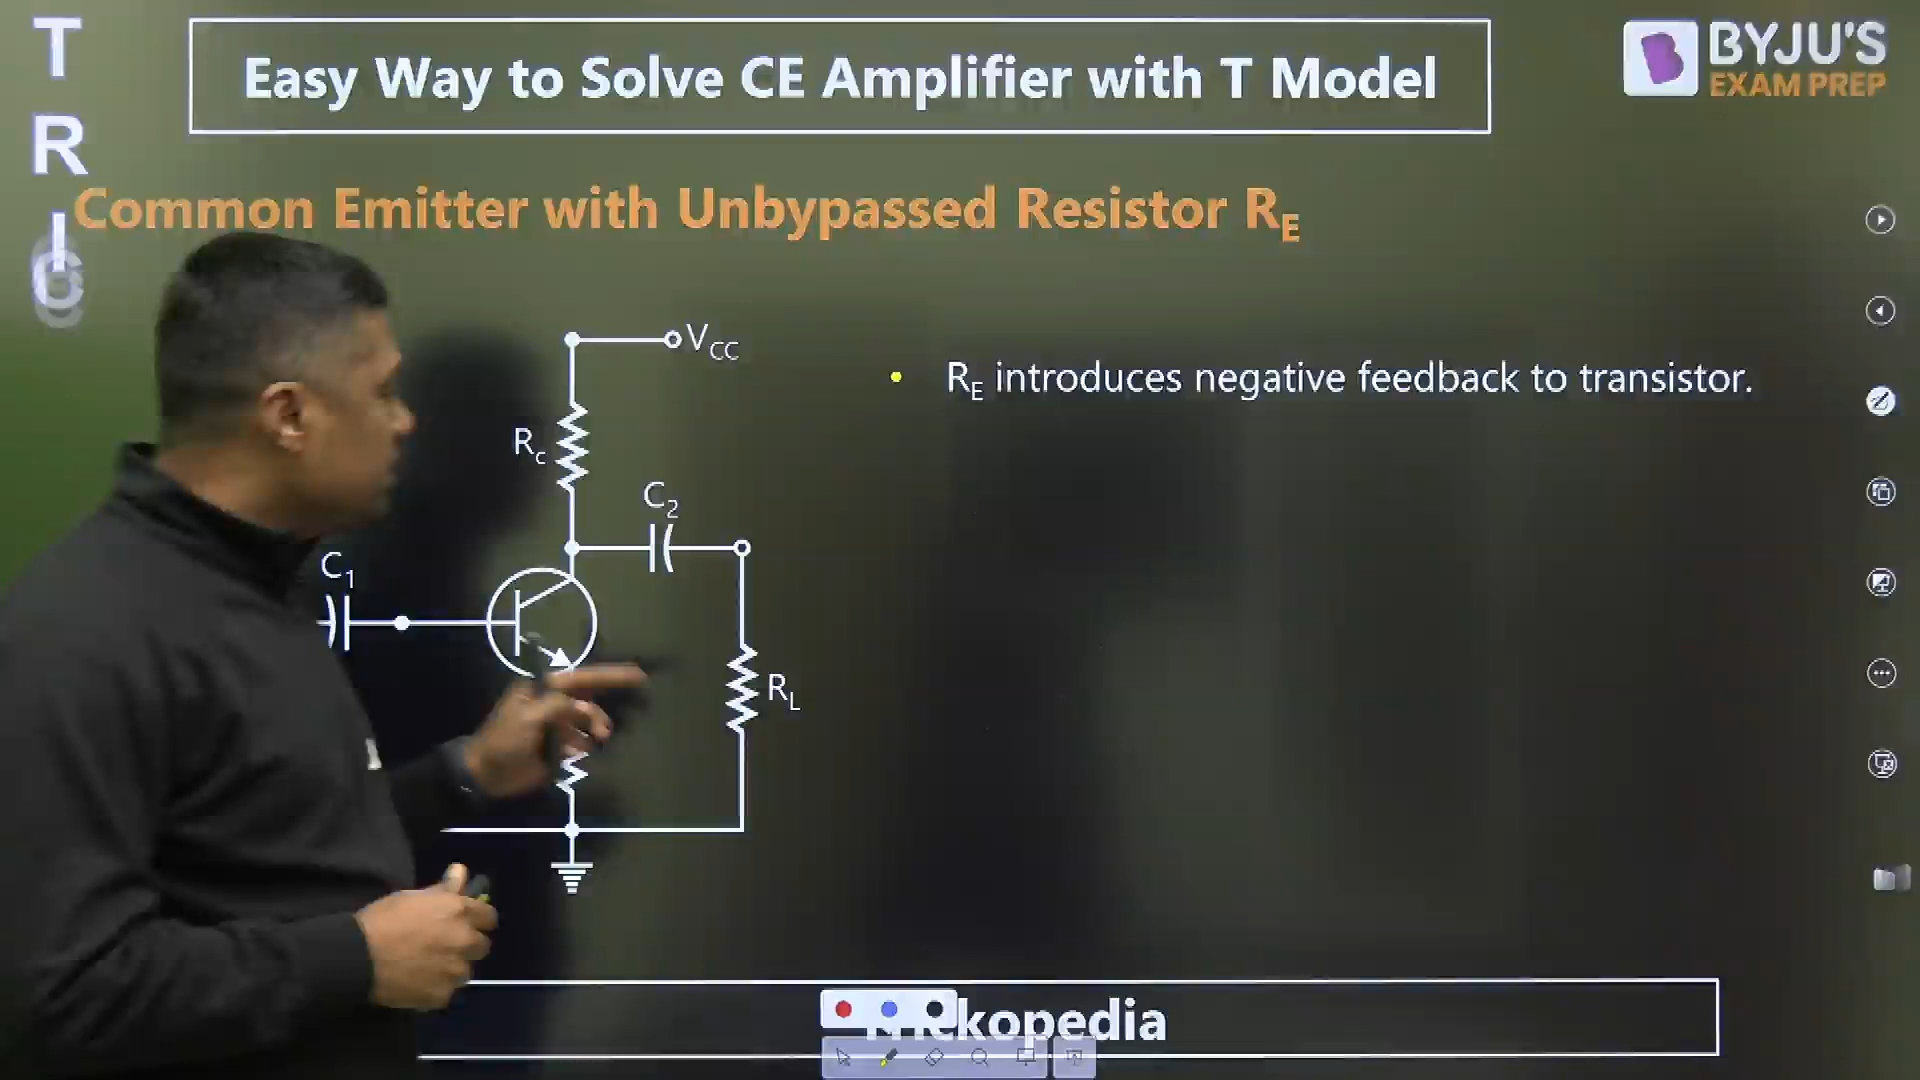 T
R
I
C
Easy Way to Solve CE Amplifier with T Model
BYJU'S
EXAM PREP
Common Emitter with Unbypassed Resistor RE
VCC
RE introduces negative feedback to transistor.
Rc
C2
C1
RL